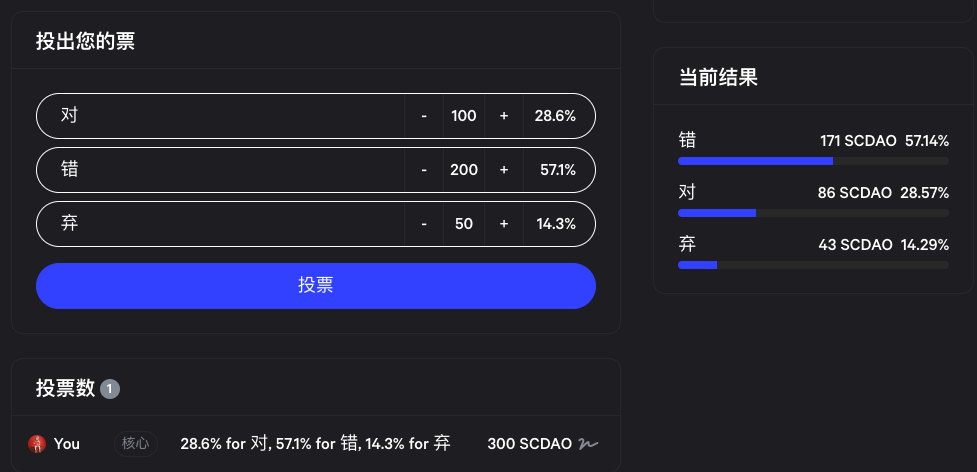 投出您的票
对 - 100 + 28.6%
错 - 200 + 57.1%
弃 - 50 + 14.3%
投票
投票数 1
You 核心 28.6% for 对, 57.1% for 错, 14.3% for 弃 300 SCDAO
当前结果
错 171 SCDAO 57.14%
对 86 SCDAO 28.57%
弃 43 SCDAO 14.29%